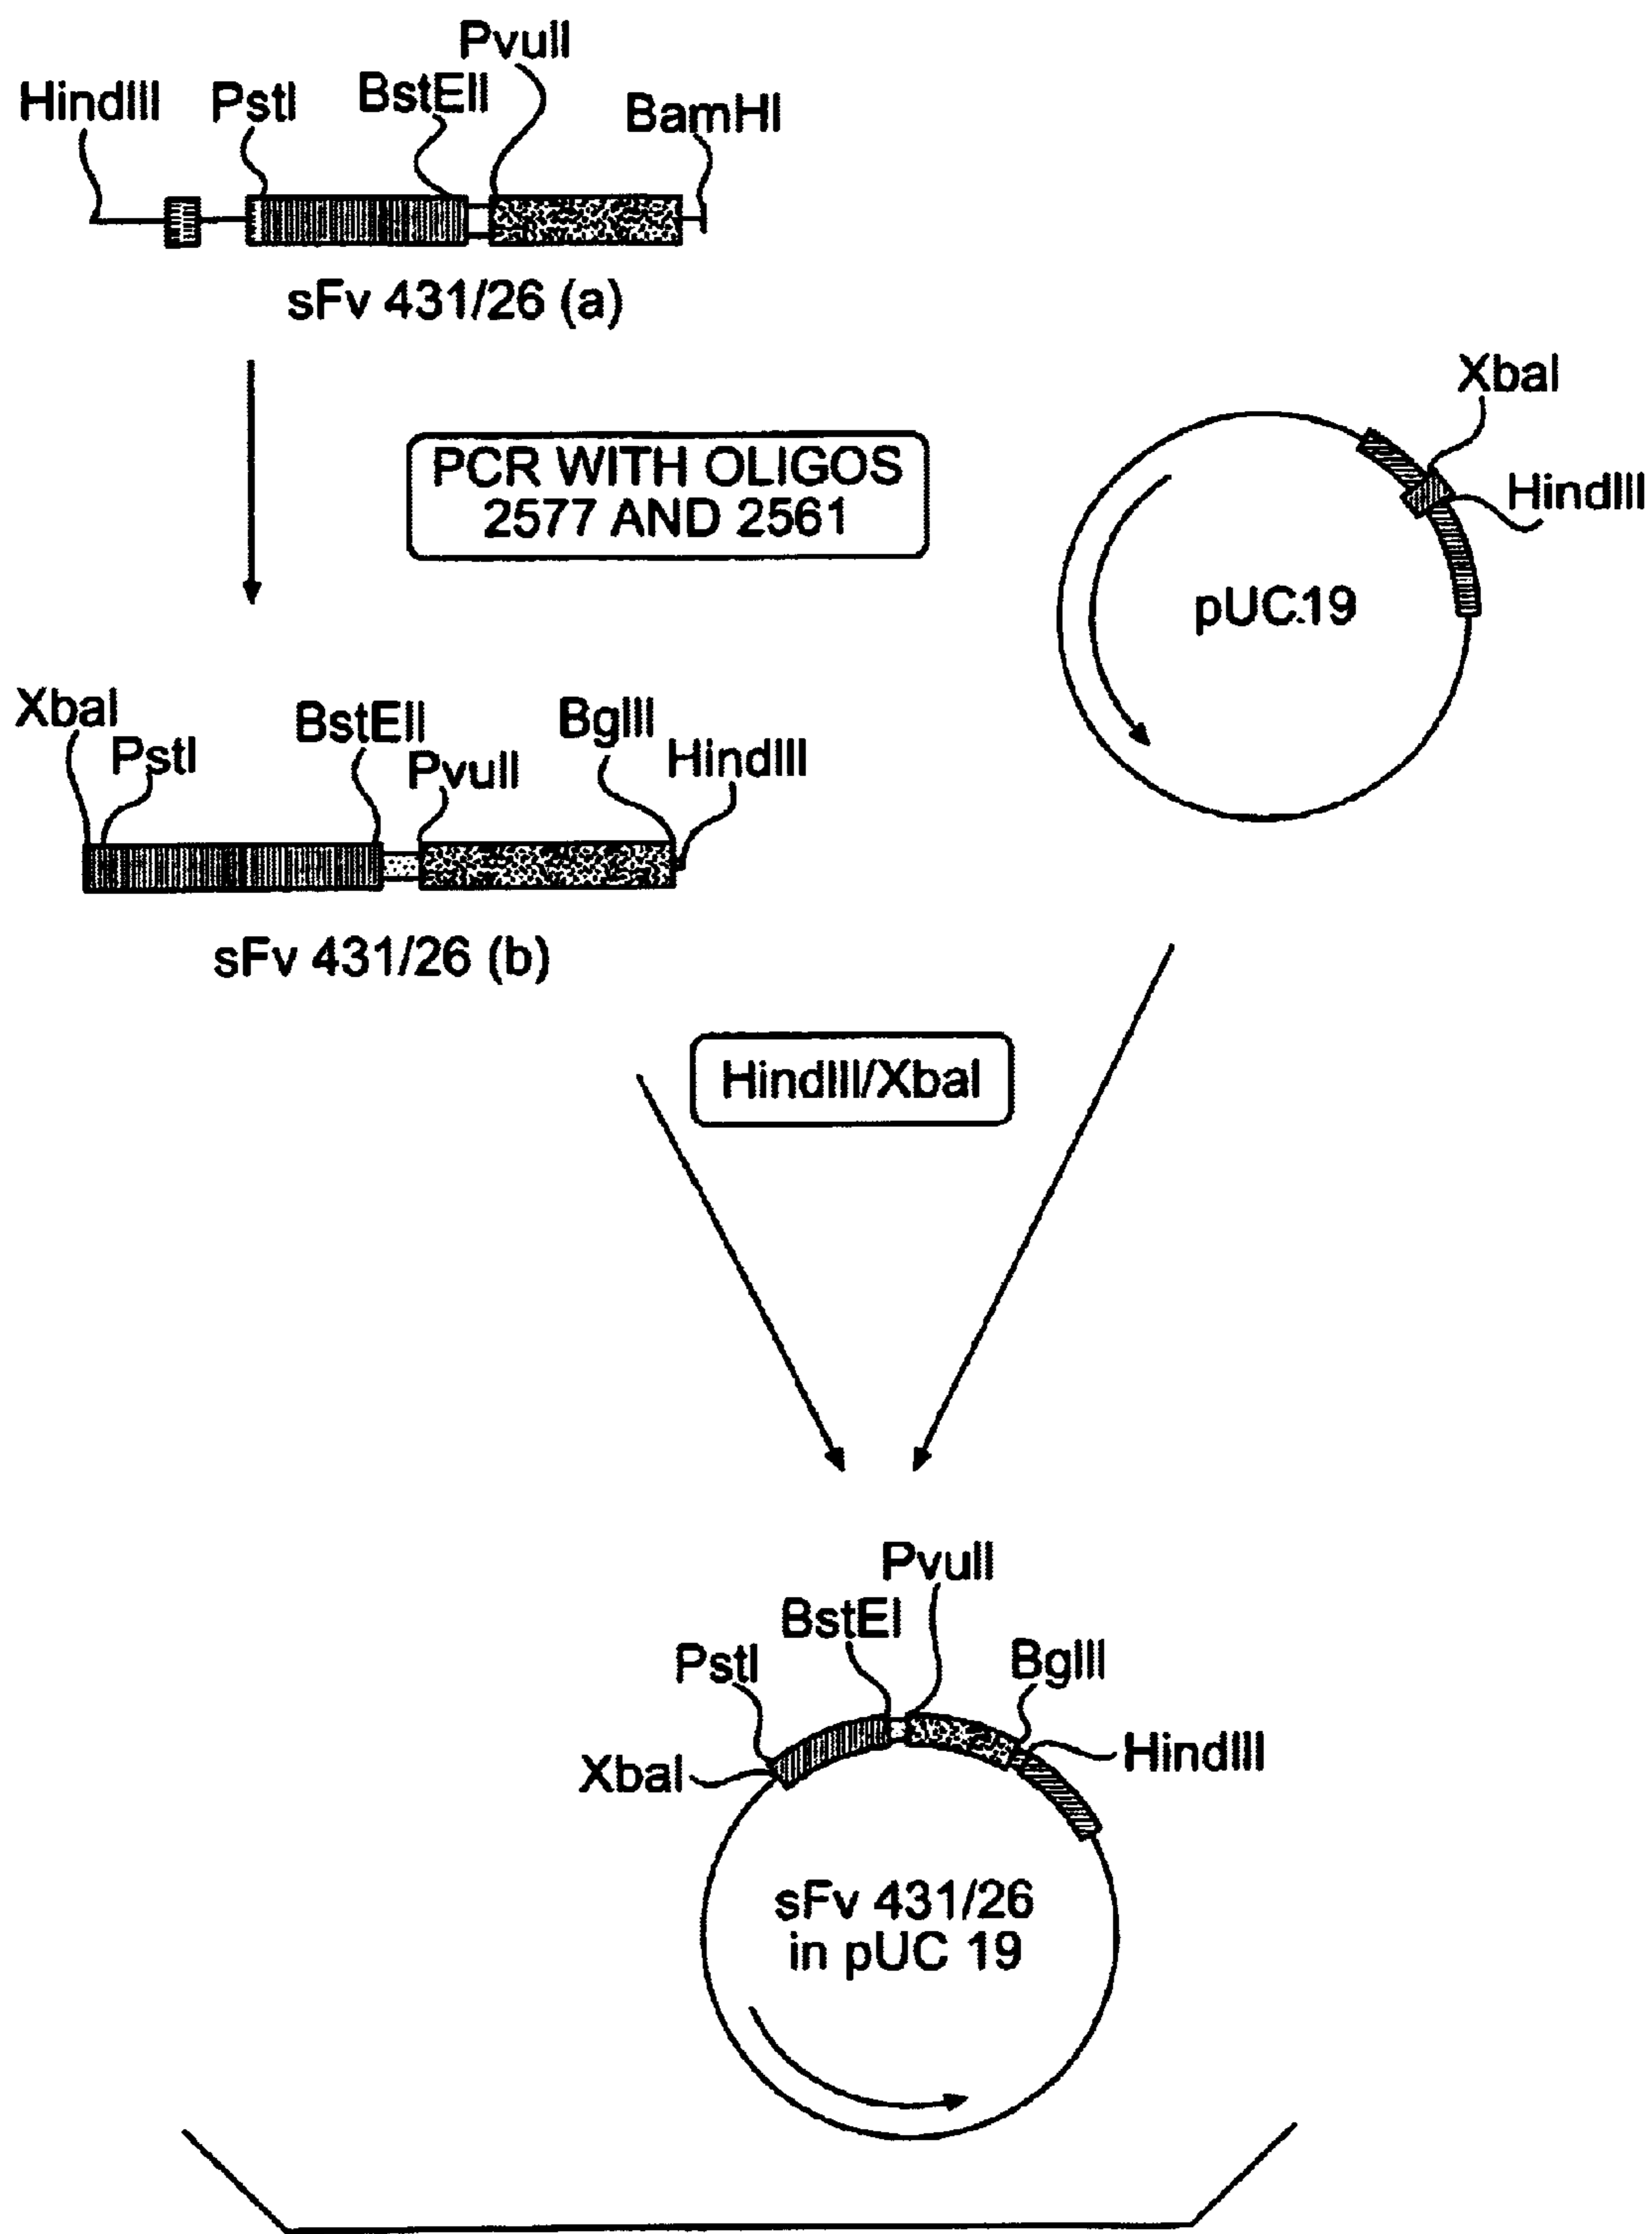 PvuII
HindIII PstI BstEII BamHI
sFv 431/26 (a)
PCR WITH OLIGOS
2577 AND 2561
XbaI
HindIII
pUC.19
XbaI PstI BstEII PvuII BglII HindIII
sFv 431/26 (b)
HindIII/XbaI
PvuII
BstEI
PstI
BglII
XbaI
HindIII
sFv 431/26
in pUC 19